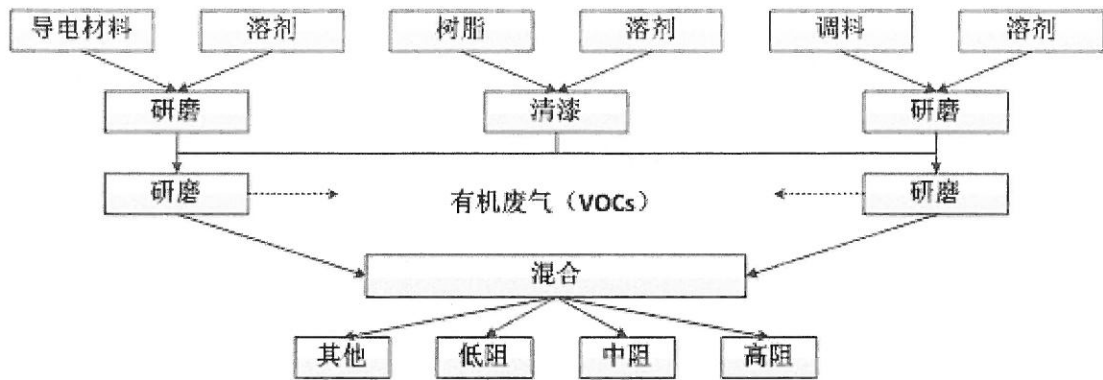 导电材料 溶剂 树脂 溶剂 调料 溶剂
研磨 清漆 研磨
研磨 有机废气（VOCs） 研磨
混合
其他 低阻 中阻 高阻